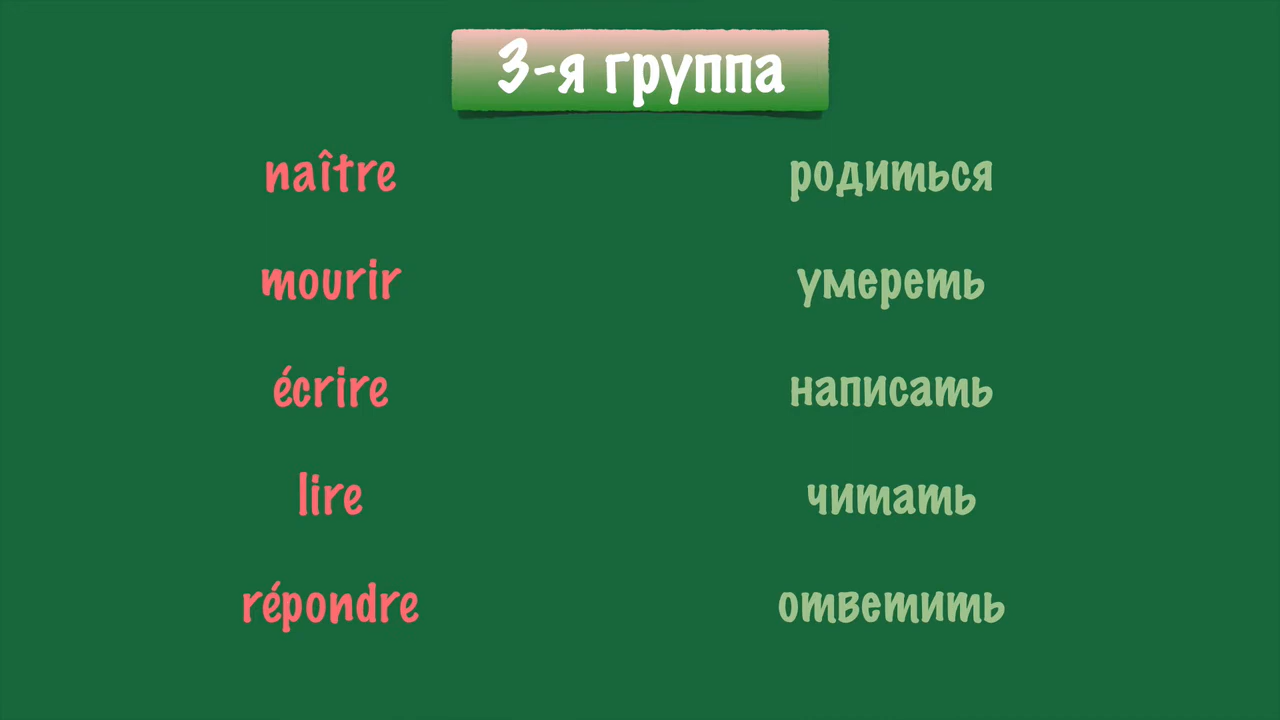 3-я группа
naître родиться
mourir умереть
écrire написать
lire читать
répondre ответить